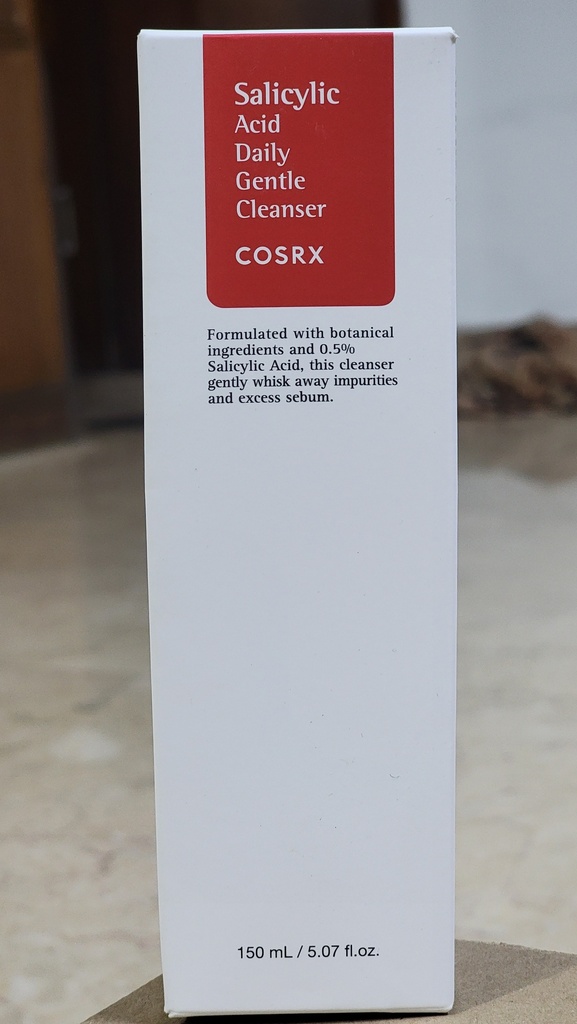 Salicylic
Acid
Daily
Gentle
Cleanser
COSRX
Formulated with botanical
ingredients and 0.5%
Salicylic Acid, this cleanser
gently whisk away impurities
and excess sebum.
150 mL / 5.07 fl.oz.